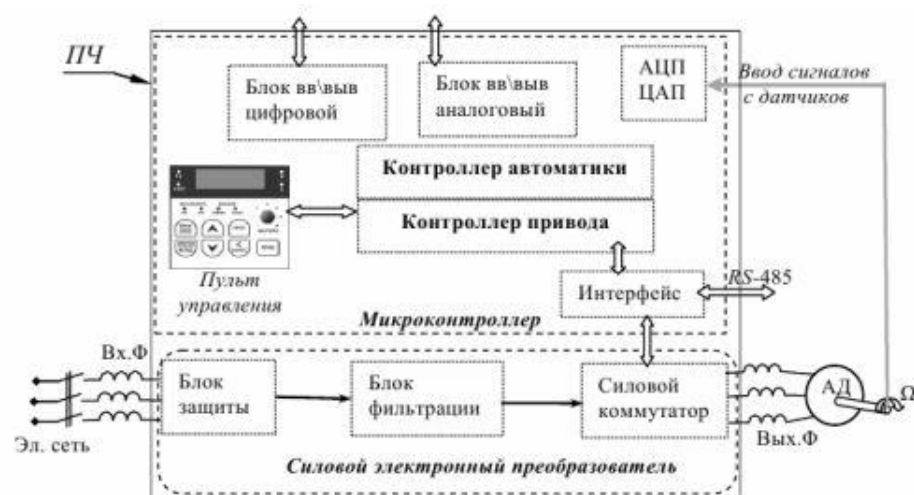 ПЧ
Блок вв\выв
цифровой
Блок вв\выв
аналоговый
АЦП
ЦАП
Ввод сигналов
с датчиков
Контроллер автоматики
Контроллер привода
Пульт
управления
Интерфейс
RS-485
Микроконтроллер
Вх.Ф
Блок
защиты
Блок
фильтрации
Силовой
коммутатор
АД
Ω
Эл. сеть
Вых.Ф
Силовой электронный преобразователь